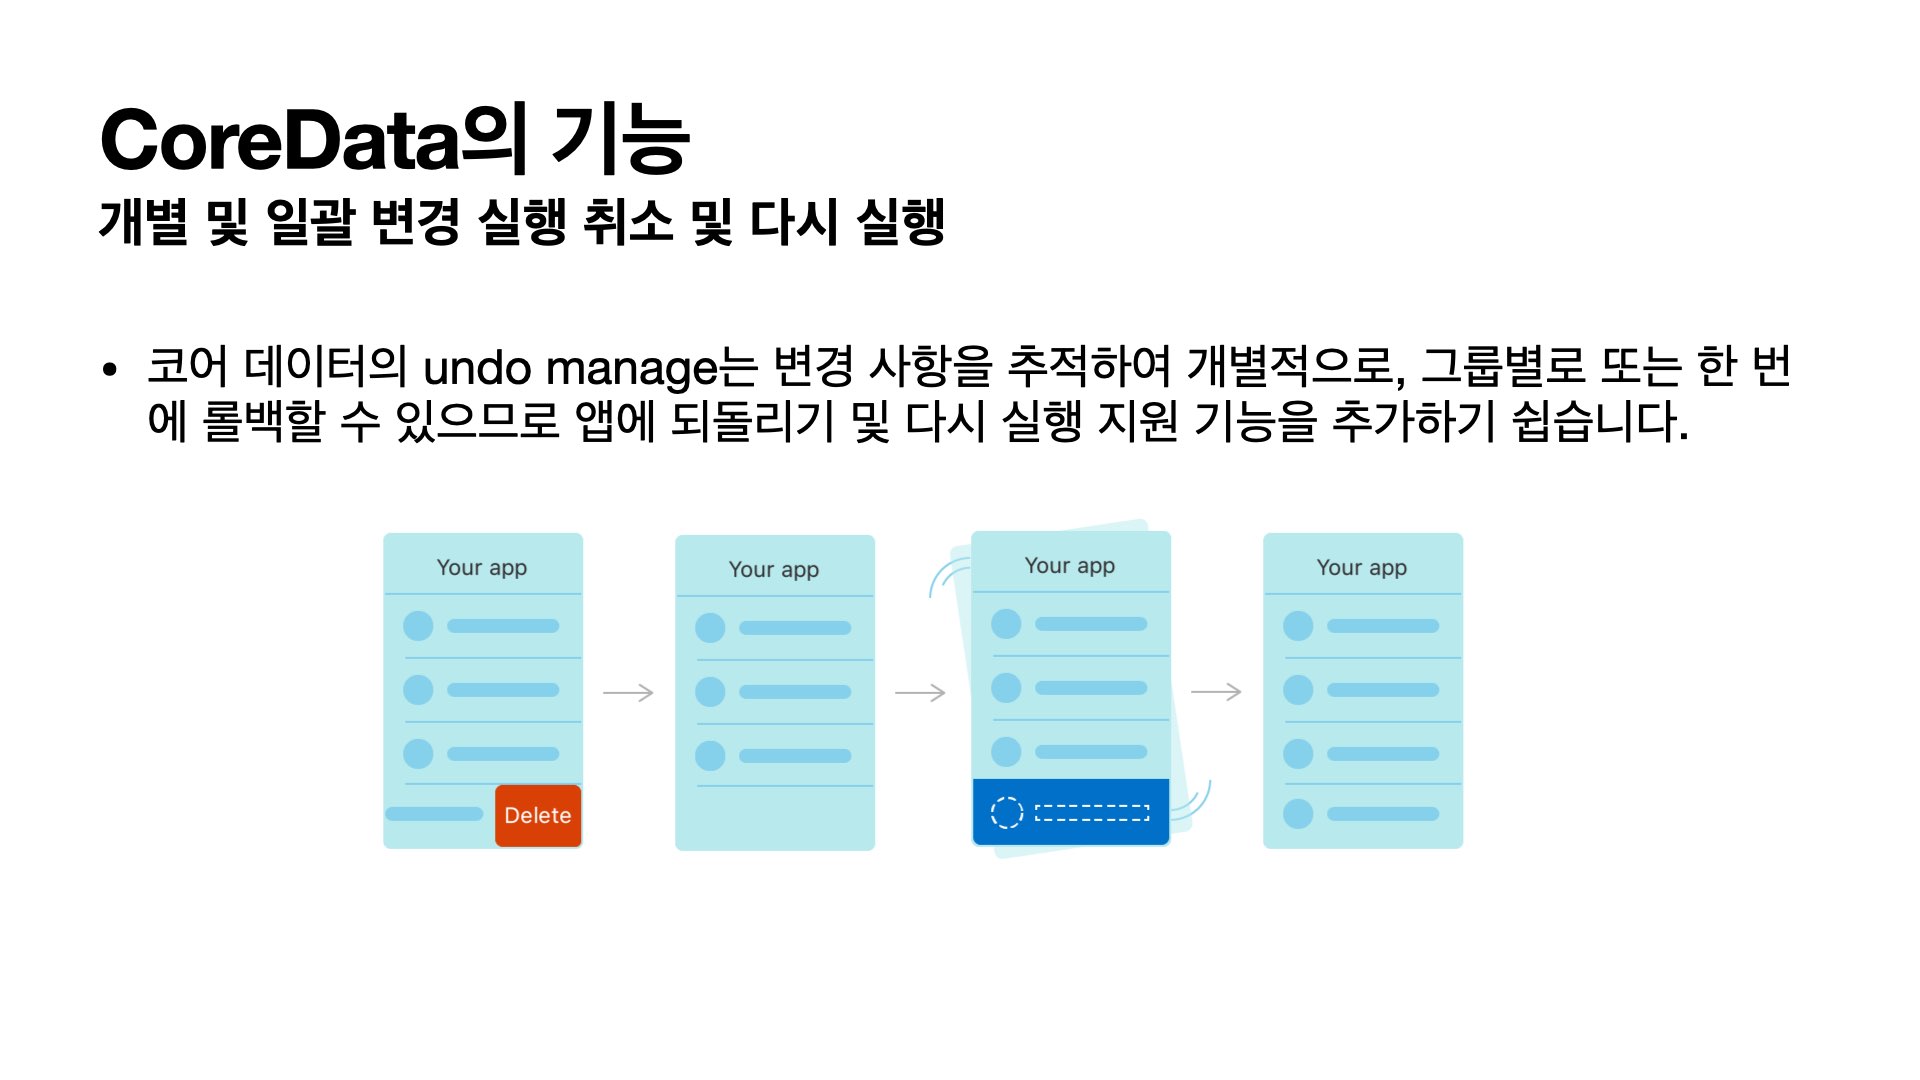 CoreData의 기능
개별 및 일괄 변경 실행 취소 및 다시 실행
• 코어 데이터의 undo manage는 변경 사항을 추적하여 개별적으로, 그룹별로 또는 한 번
에 롤백할 수 있으므로 앱에 되돌리기 및 다시 실행 지원 기능을 추가하기 쉽습니다.
Your app
Delete
Your app
Your app
Your app